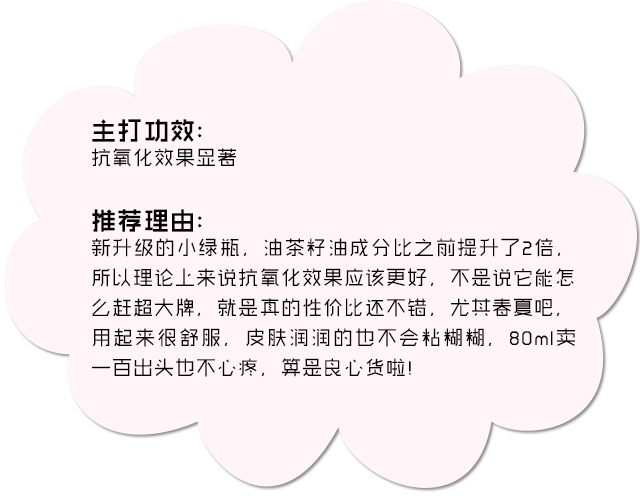 主打功效：
抗氧化效果显著
推荐理由：
新升级的小绿瓶，油茶籽油成分比之前提升了2倍，
所以理论上来说抗氧化效果应该更好，不是说它能怎
么赶超大牌，就是真的性价比还不错，尤其春夏吧，
用起来很舒服，皮肤润润的也不会粘糊糊，80ml卖
一百出头也不心疼，算是良心货啦！